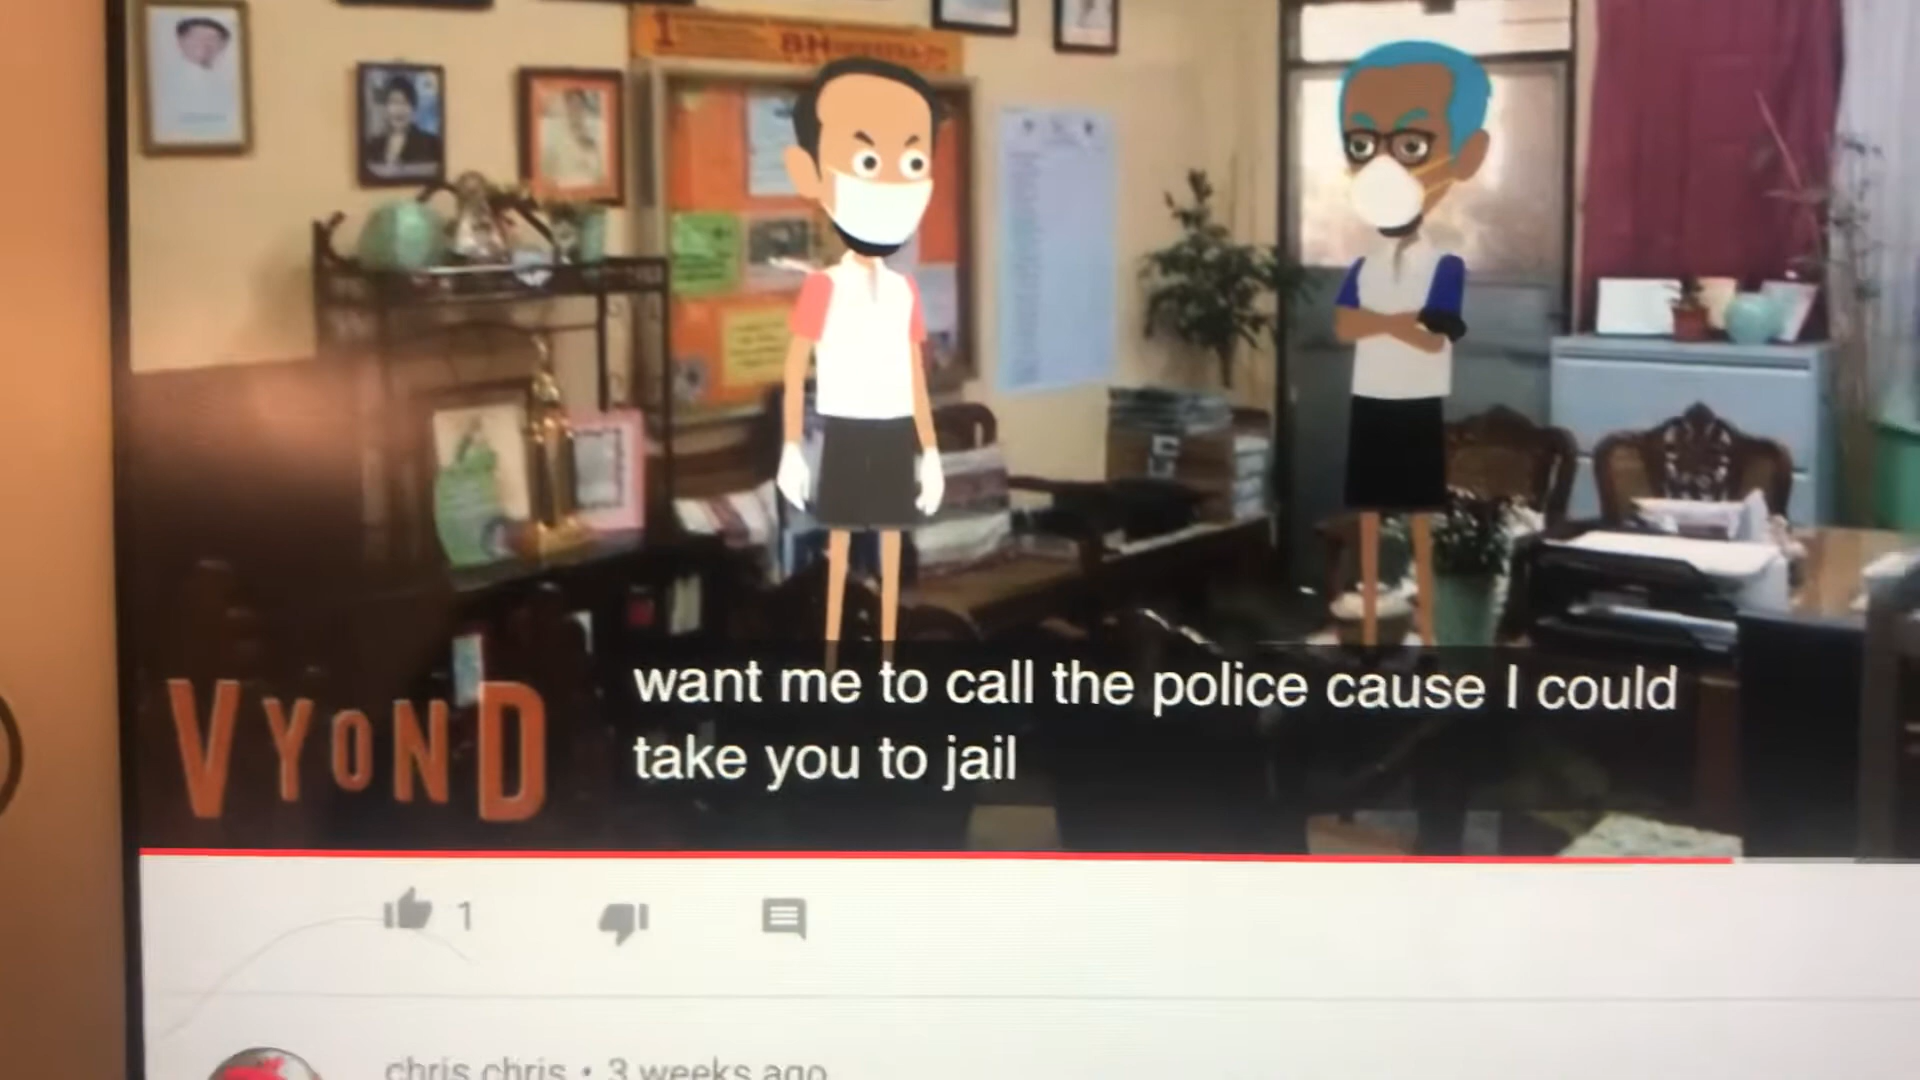 want me to call the police cause I could
take you to jail
VYOND
1
chris chris • 3 weeks ago